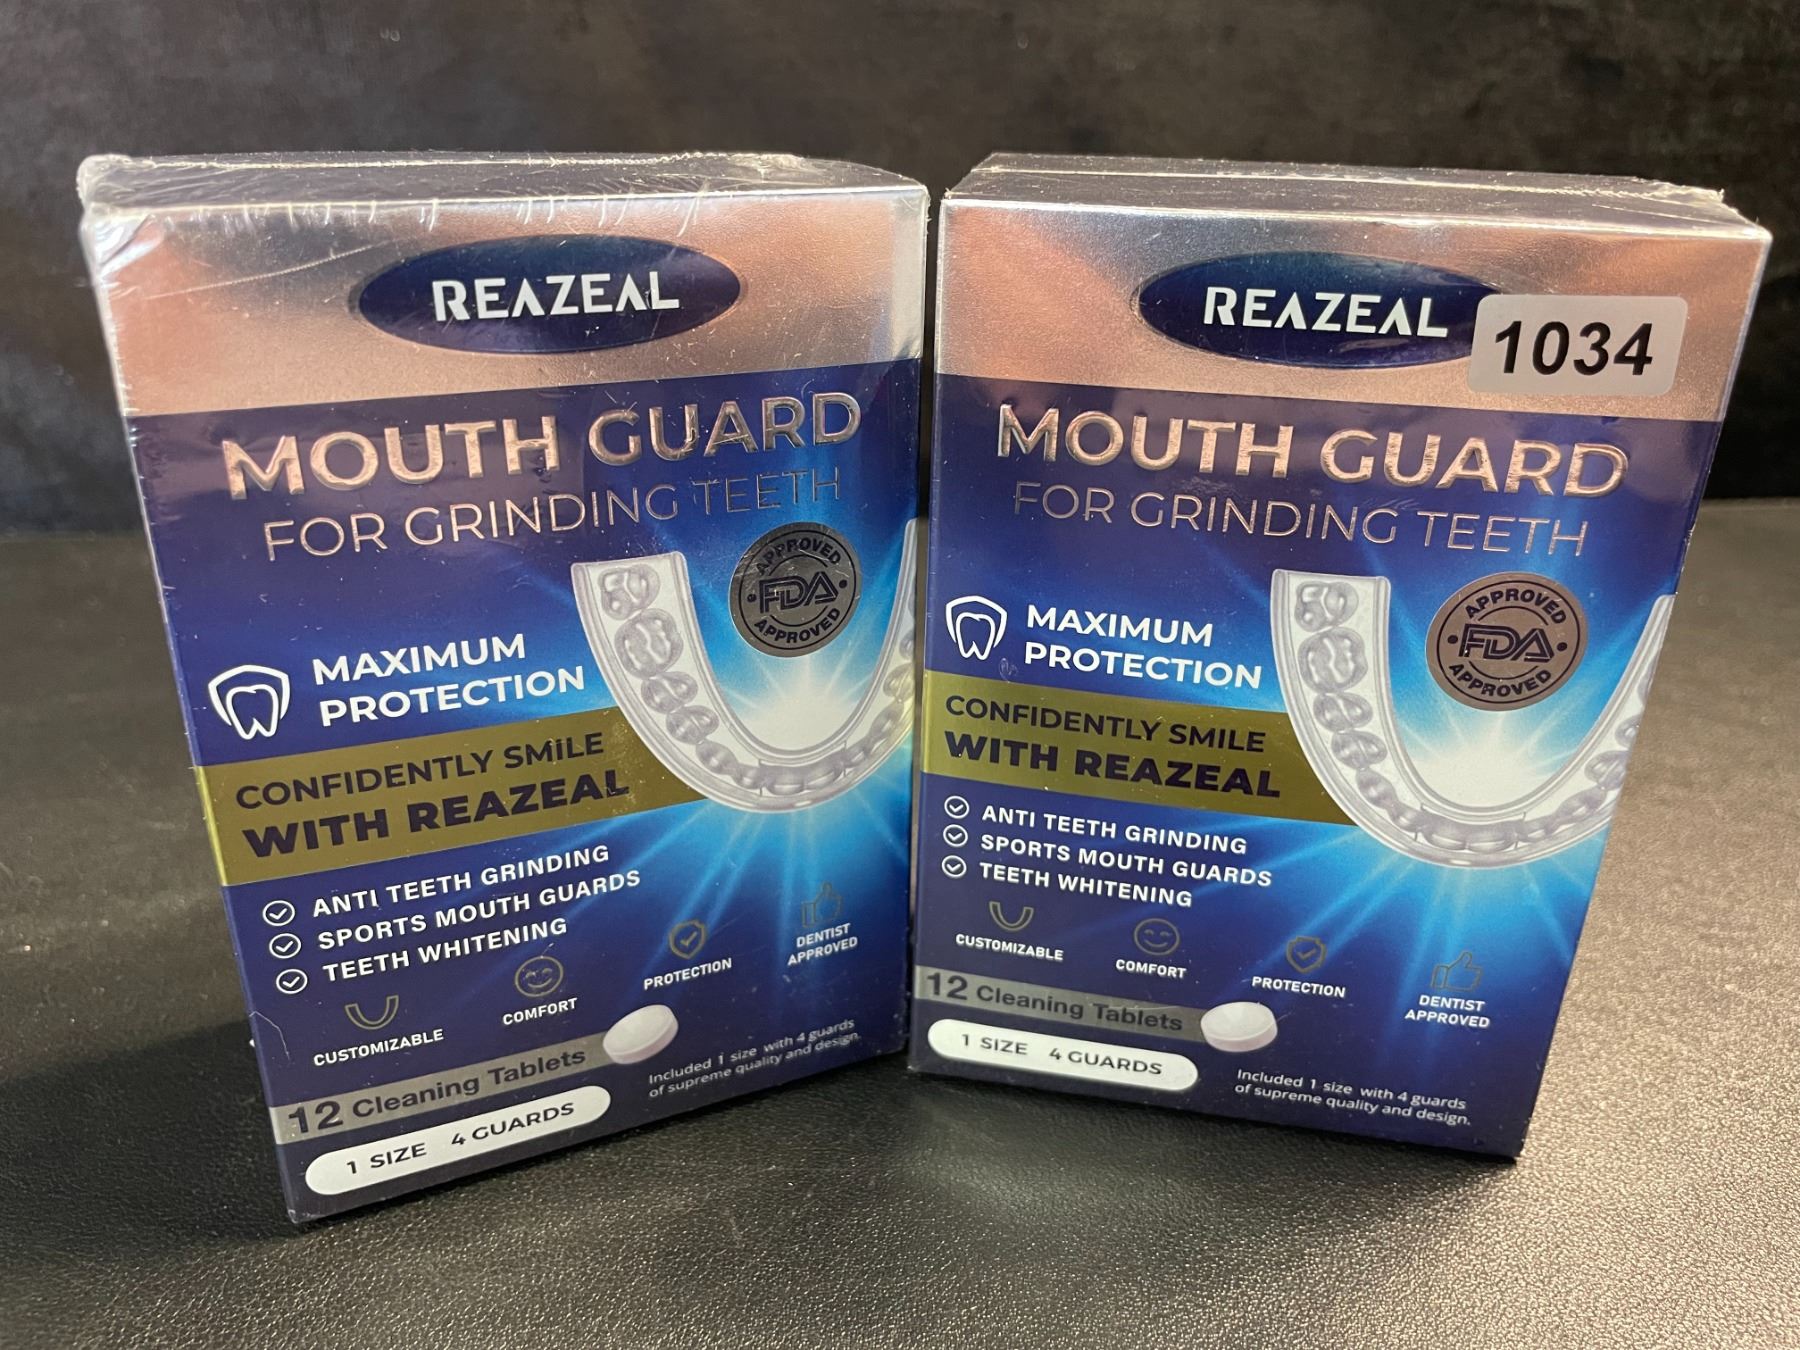 REAZEAL
MOUTH GUARD
FOR GRINDING TEETH
APPROVED
FDA
APPROVED
MAXIMUM
PROTECTION
CONFIDENTLY SMILE
WITH REAZEAL
ANTI TEETH GRINDING
SPORTS MOUTH GUARDS
TEETH WHITENING
CUSTOMIZABLE
COMFORT
PROTECTION
DENTIST
APPROVED
12 Cleaning Tablets
1 SIZE 4 GUARDS
Included 1 size with 4 guards
of supreme quality and design.
REAZEAL
1034
MOUTH GUARD
FOR GRINDING TEETH
APPROVED
FDA
APPROVED
MAXIMUM
PROTECTION
CONFIDENTLY SMILE
WITH REAZEAL
ANTI TEETH GRINDING
SPORTS MOUTH GUARDS
TEETH WHITENING
CUSTOMIZABLE
COMFORT
PROTECTION
DENTIST
APPROVED
12 Cleaning Tablets
1 SIZE 4 GUARDS
Included 1 size with 4 guards
of supreme quality and design.